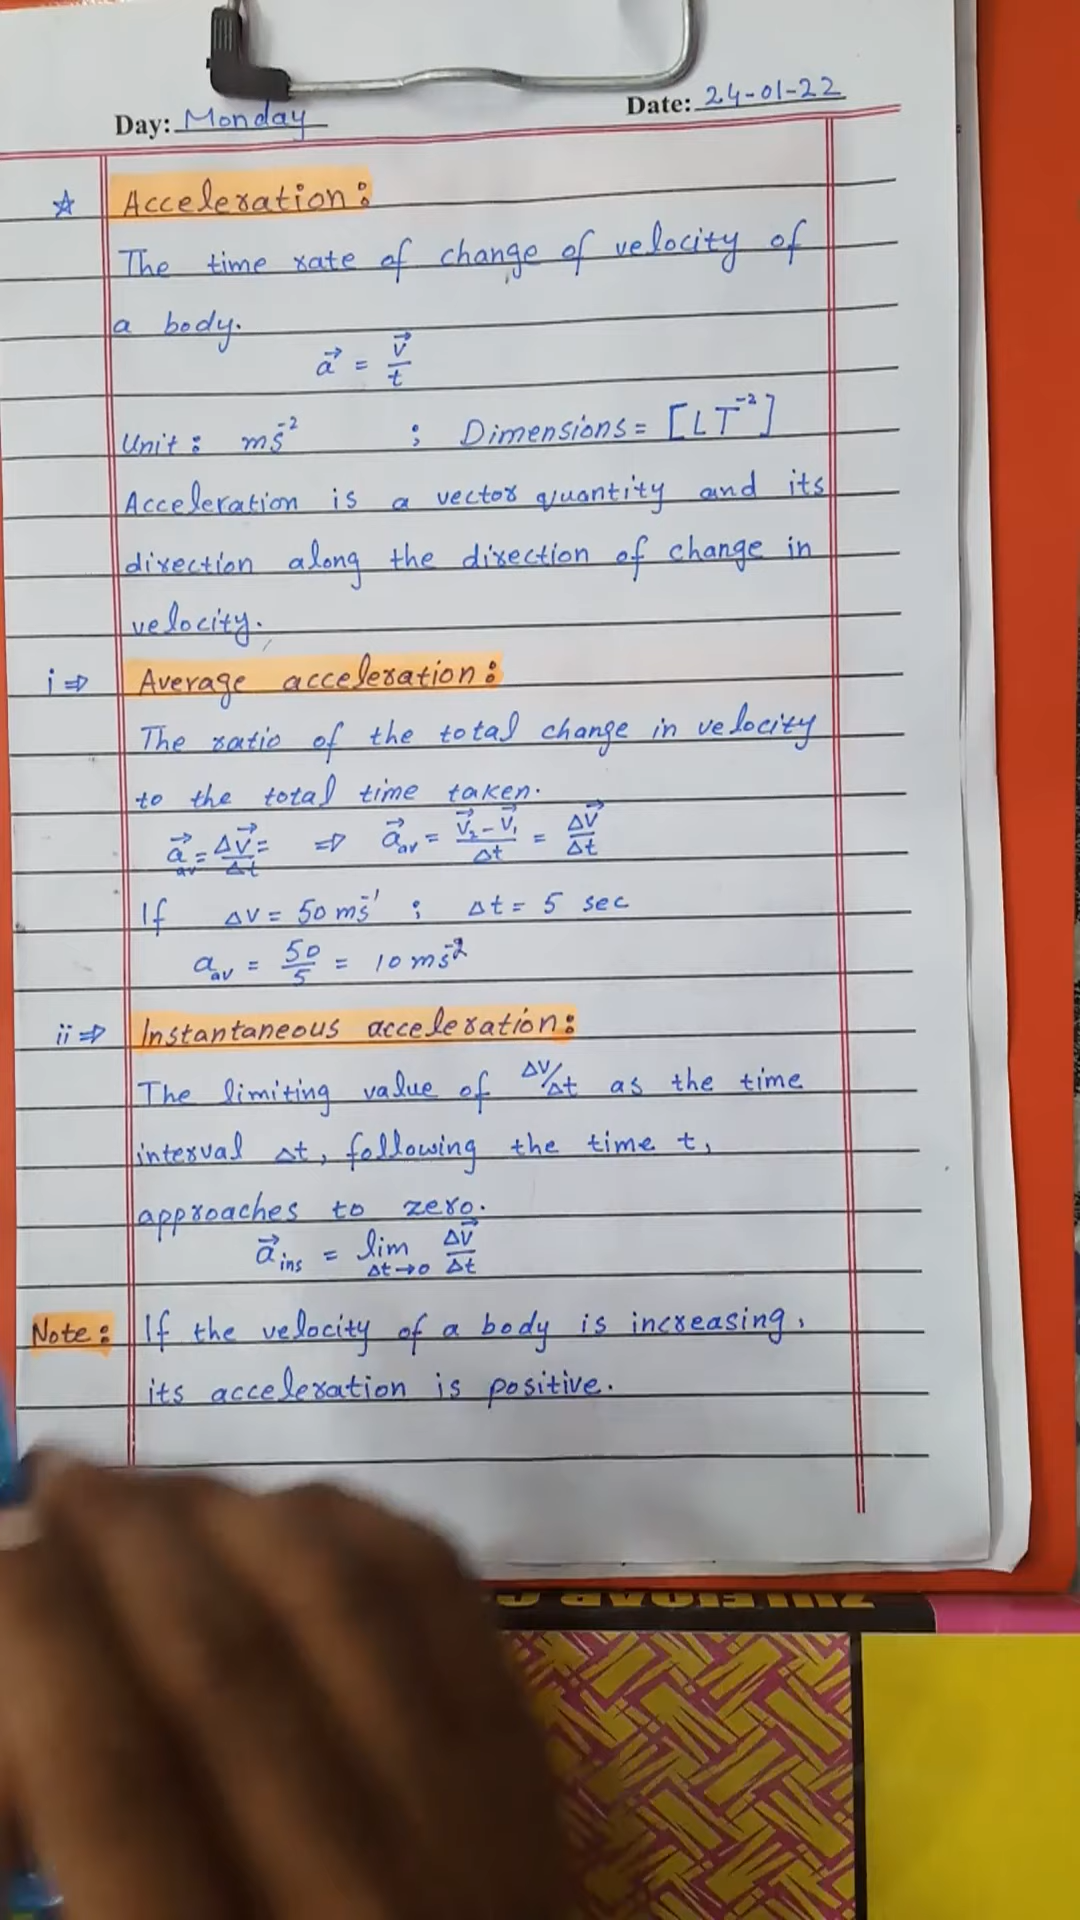 Day: Monday Date: 24-01-22
☆ Acceleration:
The time rate of change of velocity of
a body.
a⃗ = v⃗/t
Unit: ms⁻² ; Dimensions = [LT⁻²]
Acceleration is a vector quantity and its
direction along the direction of change in
velocity.
i⇒ Average acceleration:
The ratio of the total change in velocity
to the total time taken.
a⃗av = ΔV⃗/Δt = ⇒ a⃗av = (V⃗₂ - V⃗₁)/Δt = ΔV⃗/Δt
If ΔV = 50 ms⁻¹ ; Δt = 5 sec
aav = 50/5 = 10 ms⁻²
ii⇒ Instantaneous acceleration:
The limiting value of ΔV/Δt as the time
interval Δt, following the time t,
approaches to zero.
a⃗ins = lim Δt→0 ΔV⃗/Δt
Note: If the velocity of a body is increasing,
its acceleration is positive.